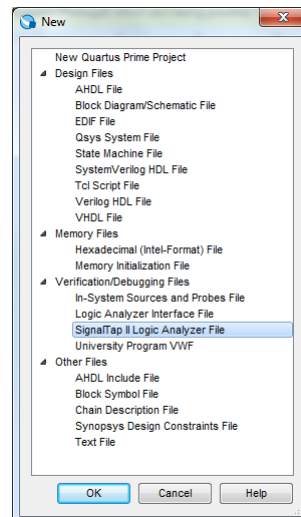 New
New Quartus Prime Project
Design Files
AHDL File
Block Diagram/Schematic File
EDIF File
Qsys System File
State Machine File
SystemVerilog HDL File
Tcl Script File
Verilog HDL File
VHDL File
Memory Files
Hexadecimal (Intel-Format) File
Memory Initialization File
Verification/Debugging Files
In-System Sources and Probes File
Logic Analyzer Interface File
SignalTap II Logic Analyzer File
University Program VWF
Other Files
AHDL Include File
Block Symbol File
Chain Description File
Synopsys Design Constraints File
Text File
OK Cancel Help